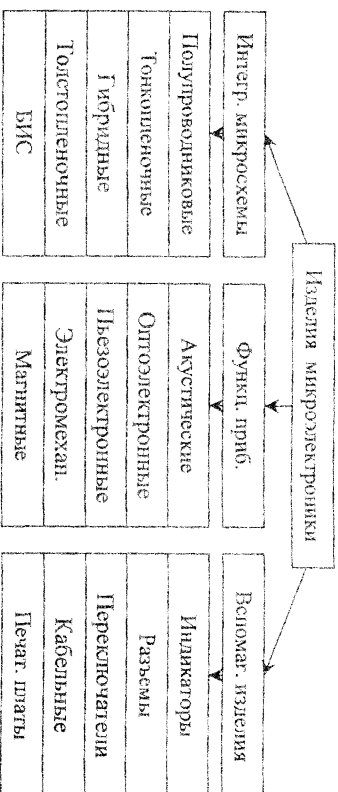 Изделия микроэлектроники
Интегр. микросхемы
Полупроводниковые
Тонкопленочные
Гибридные
Толстопленочные
БИС
Функц. приб.
Акустические
Оптоэлектронные
Пьезоэлектронные
Электромехан.
Магнитные
Вспомаг. изделия
Индикаторы
Разъемы
Переключатели
Кабельные
Печат. платы